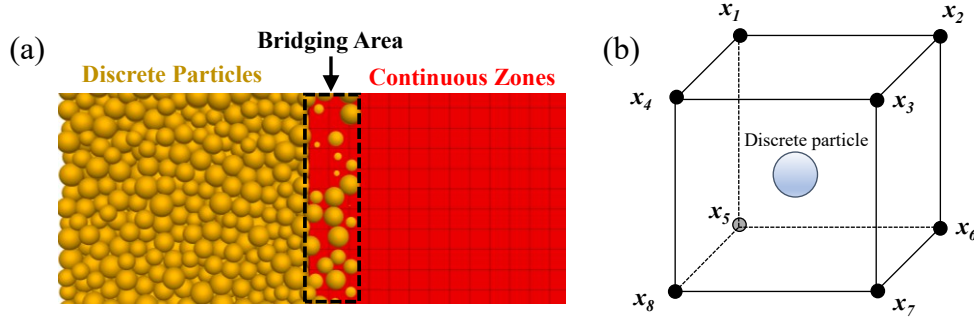 (a)
Bridging Area
Discrete Particles
Continuous Zones
(b)
x1
x2
x4
x3
Discrete particle
x5
x6
x8
x7